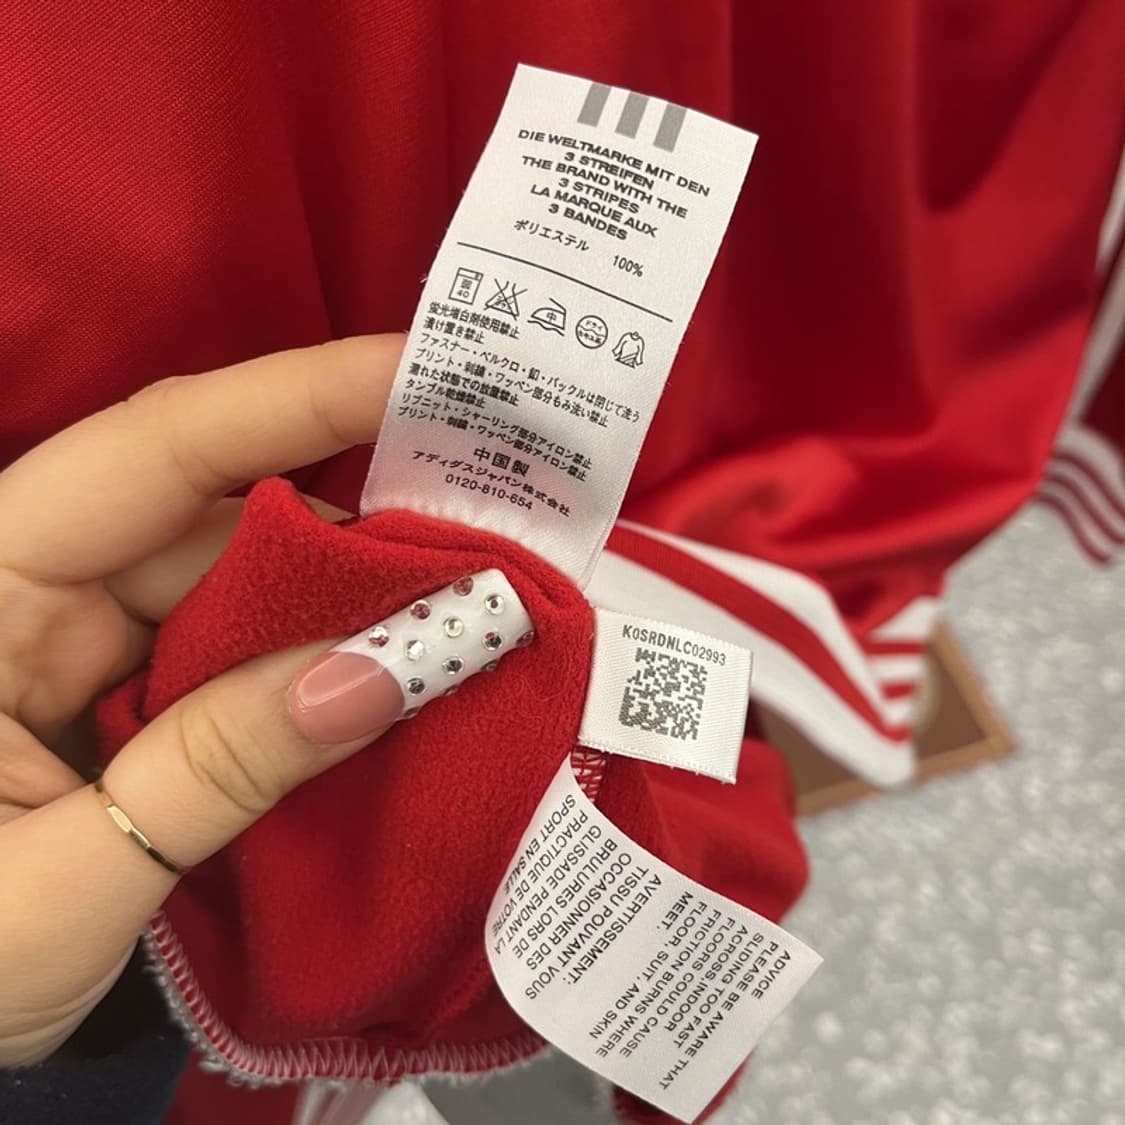 DIE WELTMARKE MIT DEN
3 STREIFEN
THE BRAND WITH THE
3 STRIPES
LA MARQUE AUX
3 BANDES
ポリエステル 100%
40
中
ドライ
蛍光増白剤使用禁止
漬け置き禁止
ファスナー・ベルクロ・釦・バックルは閉じて洗う
プリント・刺繍・ワッペン部分もみ洗い禁止
濡れた状態での放置禁止
タンブル乾燥禁止
リブニット・シャーリング部分アイロン禁止
プリント・刺繍・ワッペン部分アイロン禁止
中国製
アディダスジャパン株式会社
0120-810-654
K0SRDNLC02993
ADVICE
PLEASE BE AWARE THAT
SLIDING TOO FAST
ACROSS INDOOR
FLOORS COULD CAUSE
FRICTION BURNS WHERE
FLOOR, SUIT, AND SKIN
MEET.
AVERTISSEMENT:
TISSU POUVANT VOUS
OCCASIONNER DES
BRULURES LORS DE
GLISSADE PENDANT LA
PRACTIQUE DE VOTRE
SPORT EN SALLE